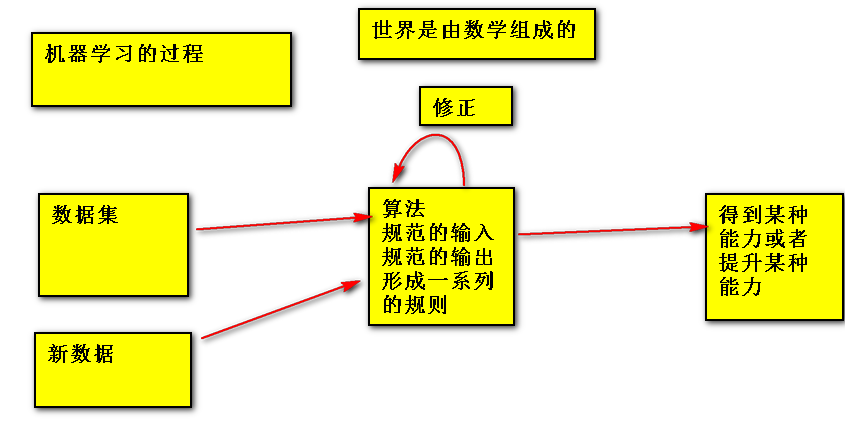 世界是由数学组成的
机器学习的过程
修正
数据集
算法
规范的输入
规范的输出
形成一系列
的规则
得到某种
能力或者
提升某种
能力
新数据